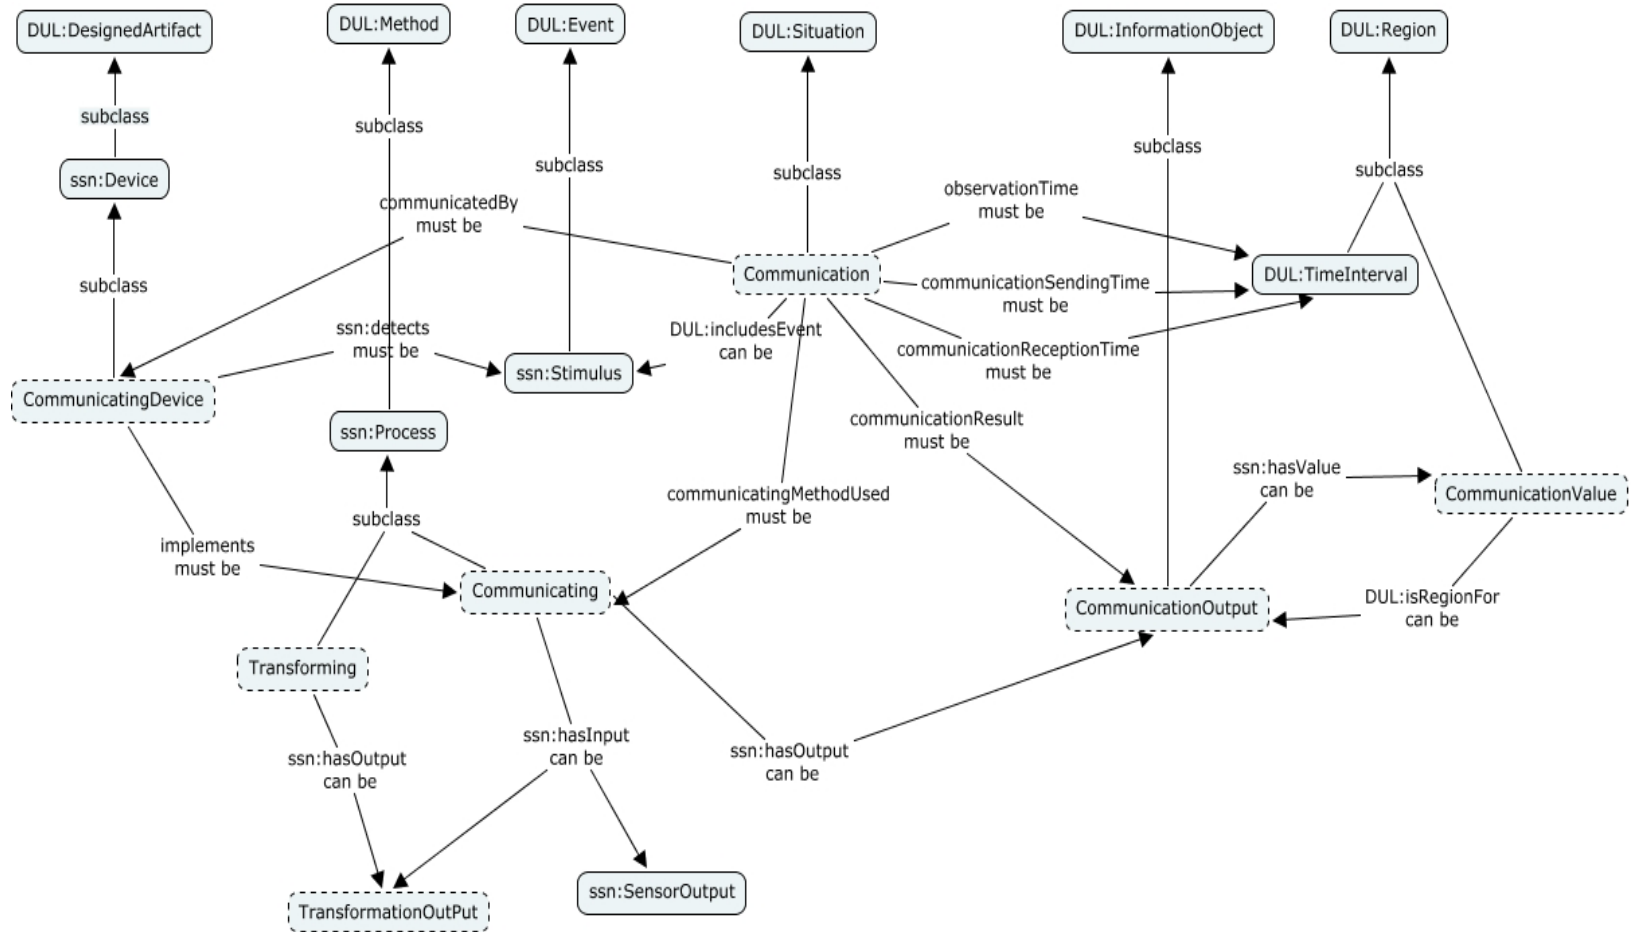 DUL:DesignedArtifact
DUL:Method
DUL:Event
DUL:Situation
DUL:InformationObject
DUL:Region
subclass
subclass
subclass
subclass
subclass
subclass
ssn:Device
communicatedBy
must be
observationTime
must be
Communication
communicationSendingTime
must be
DUL:TimeInterval
subclass
ssn:detects
must be
DUL:includesEvent
can be
communicationReceptionTime
must be
ssn:Stimulus
CommunicatingDevice
ssn:Process
communicationResult
must be
ssn:hasValue
can be
CommunicationValue
communicatingMethodUsed
must be
subclass
implements
must be
Communicating
CommunicationOutput
DUL:isRegionFor
can be
Transforming
ssn:hasOutput
can be
ssn:hasInput
can be
ssn:hasOutput
can be
ssn:SensorOutput
TransformationOutPut